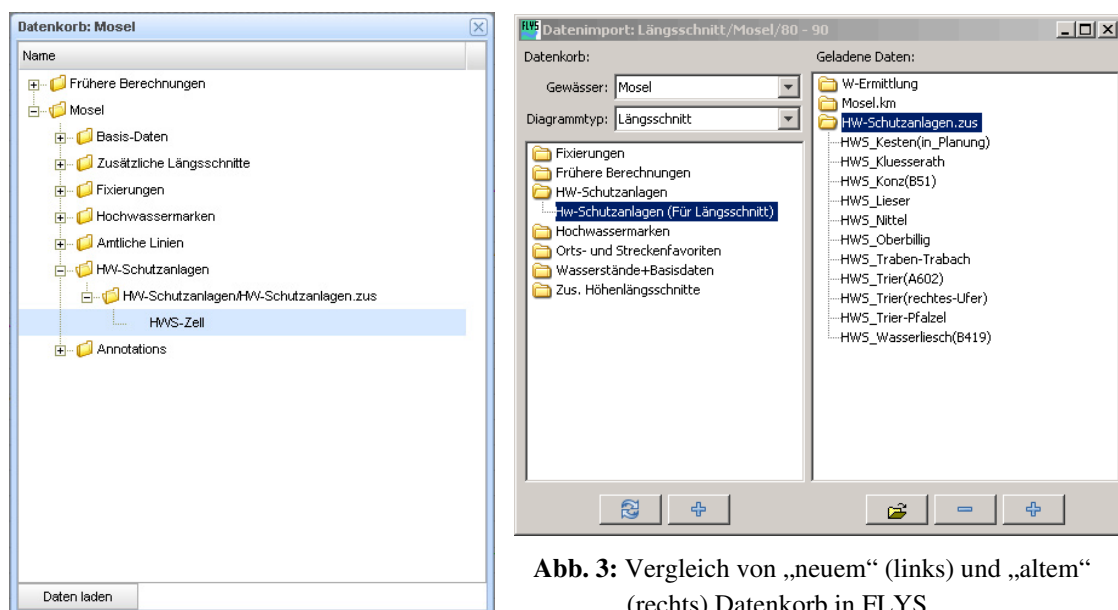 Datenkorb: Mosel
Name
Frühere Berechnungen
Mosel
Basis-Daten
Zusätzliche Längsschnitte
Fixierungen
Hochwassermarken
Amtliche Linien
HW-Schutzanlagen
HW-Schutzanlagen/HW-Schutzanlagen.zus
HWS-Zell
Annotations
Daten laden
FLYS
Datenimport: Längsschnitt/Mosel/80 - 90
Datenkorb:
Gewässer: Mosel
Diagrammtyp: Längsschnitt
Fixierungen
Frühere Berechnungen
HW-Schutzanlagen
Hw-Schutzanlagen (Für Längsschnitt)
Hochwassermarken
Orts- und Streckenfavoriten
Wasserstände+Basisdaten
Zus. Höhenlängsschnitte
Geladene Daten:
W-Ermittlung
Mosel.km
HW-Schutzanlagen.zus
HWS_Kesten(in_Planung)
HWS_Kluesserath
HWS_Konz(B51)
HWS_Lieser
HWS_Nittel
HWS_Oberbillig
HWS_Traben-Trabach
HWS_Trier(A602)
HWS_Trier(rechtes-Ufer)
HWS_Trier-Pfalzel
HWS_Wasserliesch(B419)
Abb. 3: Vergleich von „neuem“ (links) und „altem“
(rechts) Datenkorb in FLYS